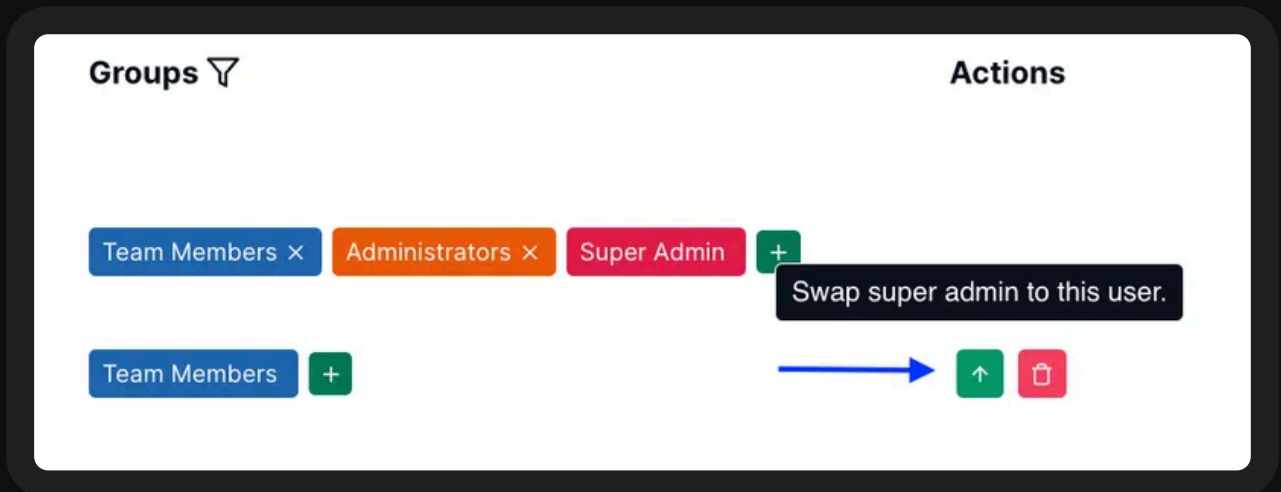 Groups Actions
Team Members × Administrators × Super Admin +
Swap super admin to this user.
Team Members +